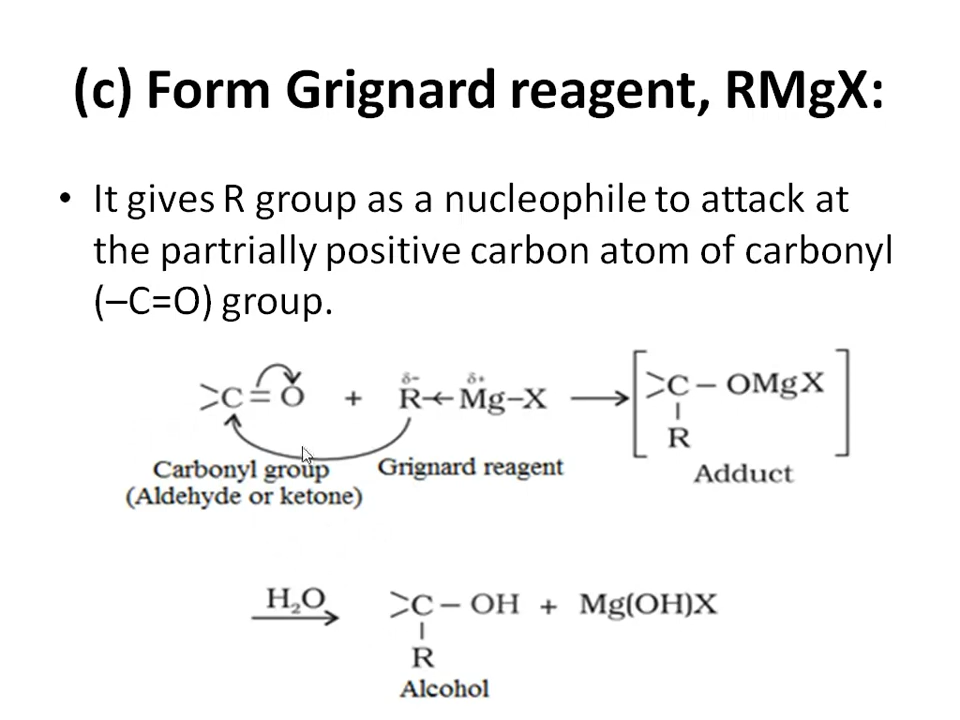 (c) Form Grignard reagent, RMgX:
• It gives R group as a nucleophile to attack at
the partrially positive carbon atom of carbonyl
(–C=O) group.
>C=O + δ−R←δ+Mg–X ⟶ [>C – OMgX]
R
Carbonyl group Grignard reagent Adduct
(Aldehyde or ketone)
H₂O ⟶ >C – OH + Mg(OH)X
R
Alcohol